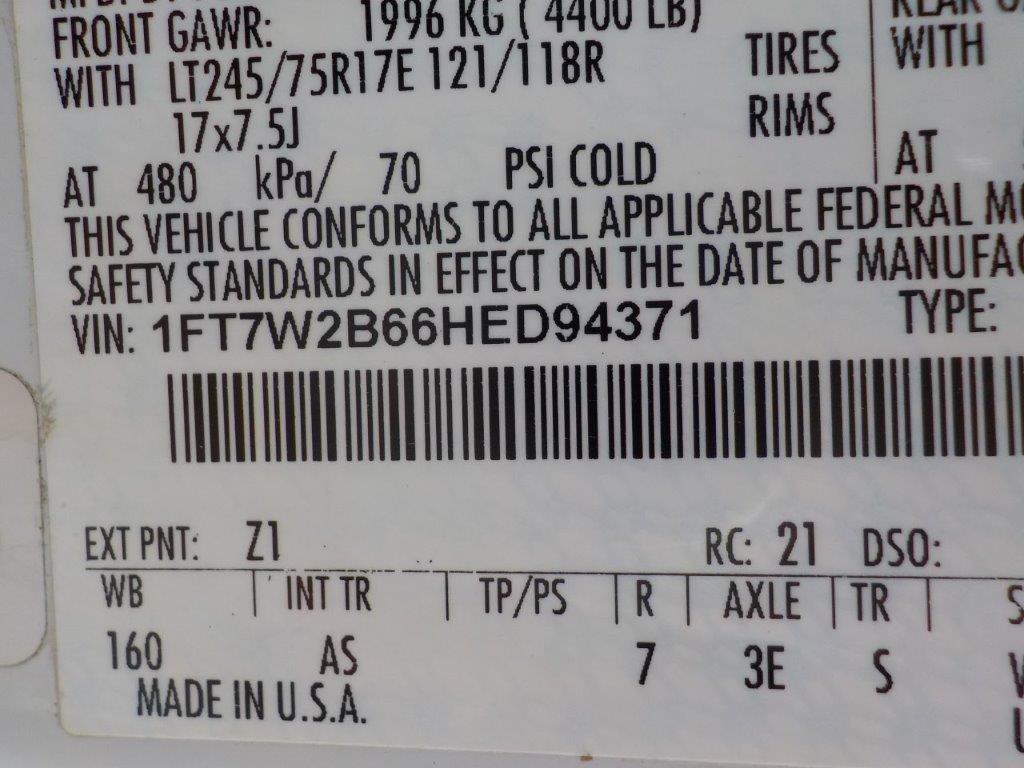 FRONT GAWR: 1996 KG ( 4400 LB)
WITH LT245/75R17E 121/118R TIRES WITH
17x7.5J RIMS
AT 480 kPa/ 70 PSI COLD AT
THIS VEHICLE CONFORMS TO ALL APPLICABLE FEDERAL
SAFETY STANDARDS IN EFFECT ON THE DATE OF
VIN: 1FT7W2B66HED94371 TYPE:
EXT PNT: Z1 RC: 21 DSO:
WB | INT TR | TP/PS | R | AXLE | TR |
160 AS 7 3E S
MADE IN U.S.A.